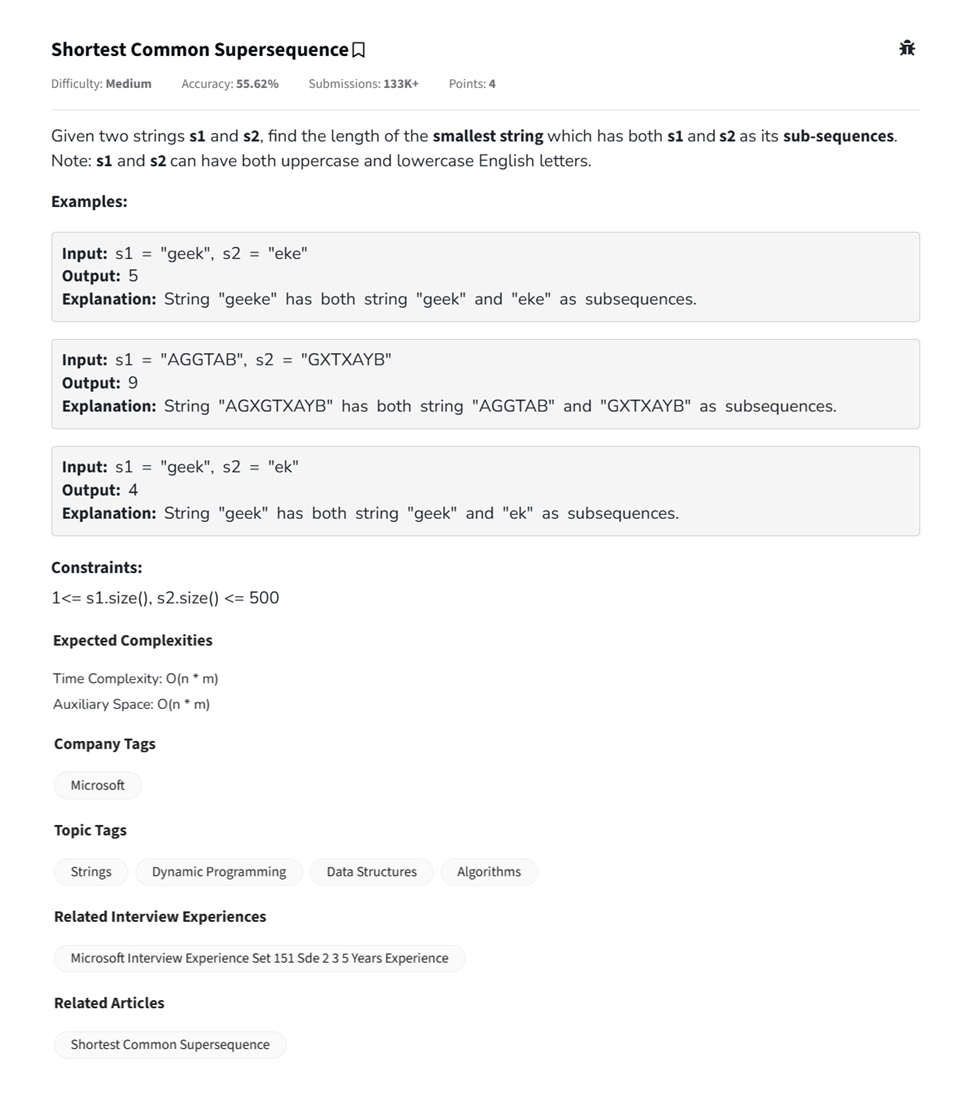 Shortest Common Supersequence
Difficulty: Medium Accuracy: 55.62% Submissions: 133K+ Points: 4
Given two strings s1 and s2, find the length of the smallest string which has both s1 and s2 as its sub-sequences.
Note: s1 and s2 can have both uppercase and lowercase English letters.
Examples:
Input: s1 = "geek", s2 = "eke"
Output: 5
Explanation: String "geeke" has both string "geek" and "eke" as subsequences.
Input: s1 = "AGGTAB", s2 = "GXTXAYB"
Output: 9
Explanation: String "AGXGTXAYB" has both string "AGGTAB" and "GXTXAYB" as subsequences.
Input: s1 = "geek", s2 = "ek"
Output: 4
Explanation: String "geek" has both string "geek" and "ek" as subsequences.
Constraints:
1<= s1.size(), s2.size() <= 500
Expected Complexities
Time Complexity: O(n * m)
Auxiliary Space: O(n * m)
Company Tags
Microsoft
Topic Tags
Strings Dynamic Programming Data Structures Algorithms
Related Interview Experiences
Microsoft Interview Experience Set 151 Sde 2 3 5 Years Experience
Related Articles
Shortest Common Supersequence